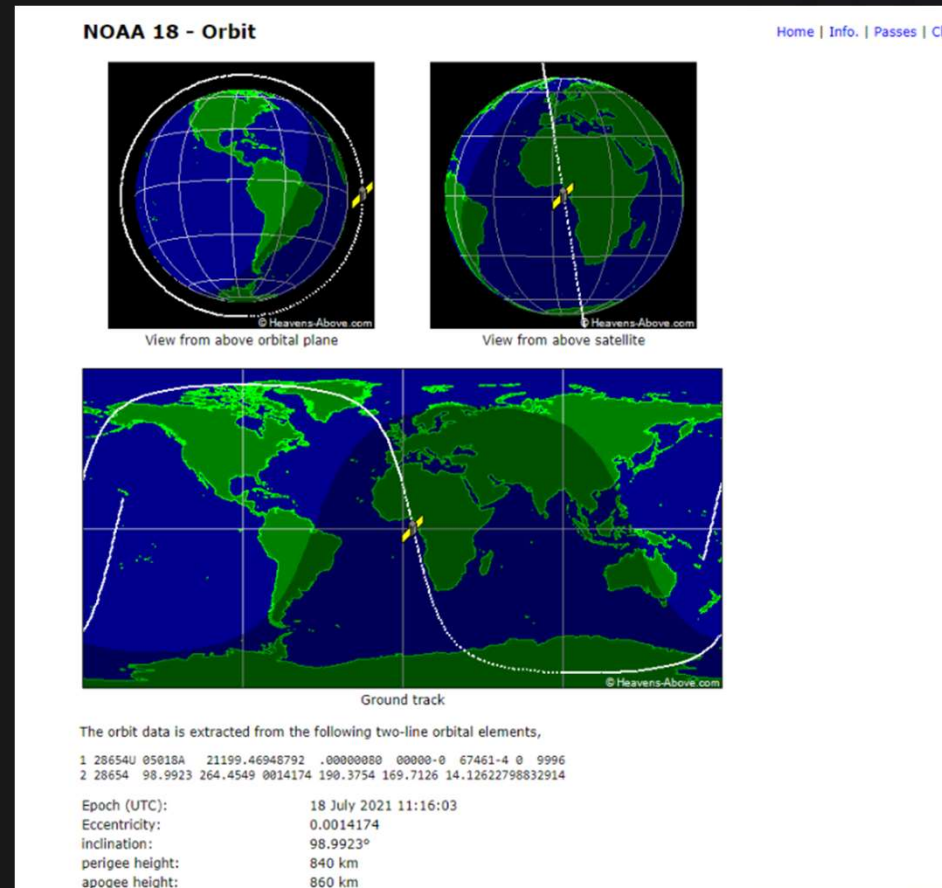 NOAA 18 - Orbit
Home | Info. | Passes |
© Heavens-Above.com
© Heavens-Above.com
View from above orbital plane
View from above satellite
© Heavens-Above.com
Ground track
The orbit data is extracted from the following two-line orbital elements,
1 28654U 05018A   21199.46948792  .00000080  00000-0  67461-4 0  9996
2 28654  98.9923 264.4549 0014174 190.3754 169.7126 14.12622798832914
Epoch (UTC): 18 July 2021 11:16:03
Eccentricity: 0.0014174
inclination: 98.9923°
perigee height: 840 km
apogee height: 860 km